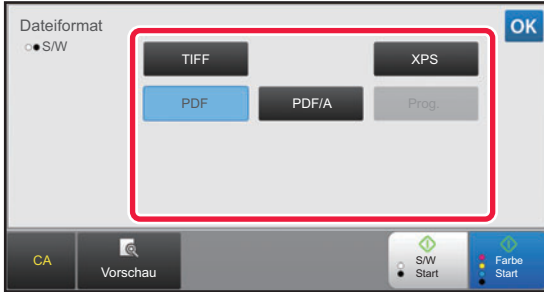 Dateiformat
OK
S/W
TIFF
XPS
PDF
PDF/A
Prog.
CA
Vorschau
S/W
Start
Farbe
Start